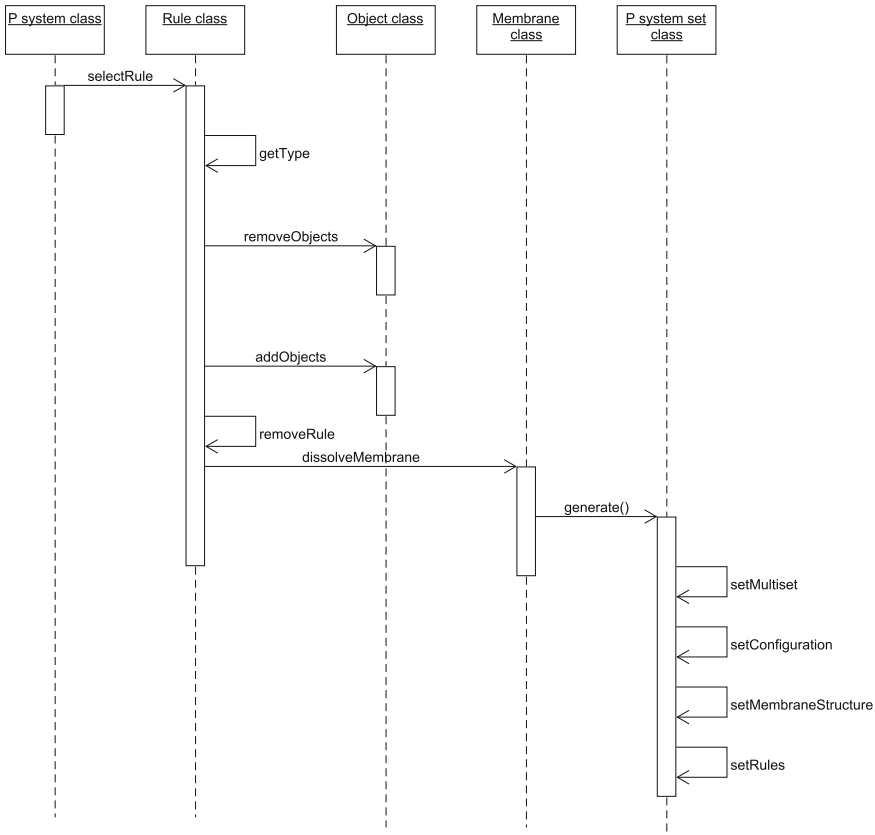 P system class
Rule class
Object class
Membrane
class
P system set
class
selectRule
getType
removeObjects
addObjects
removeRule
dissolveMembrane
generate()
setMultiset
setConfiguration
setMembraneStructure
setRules